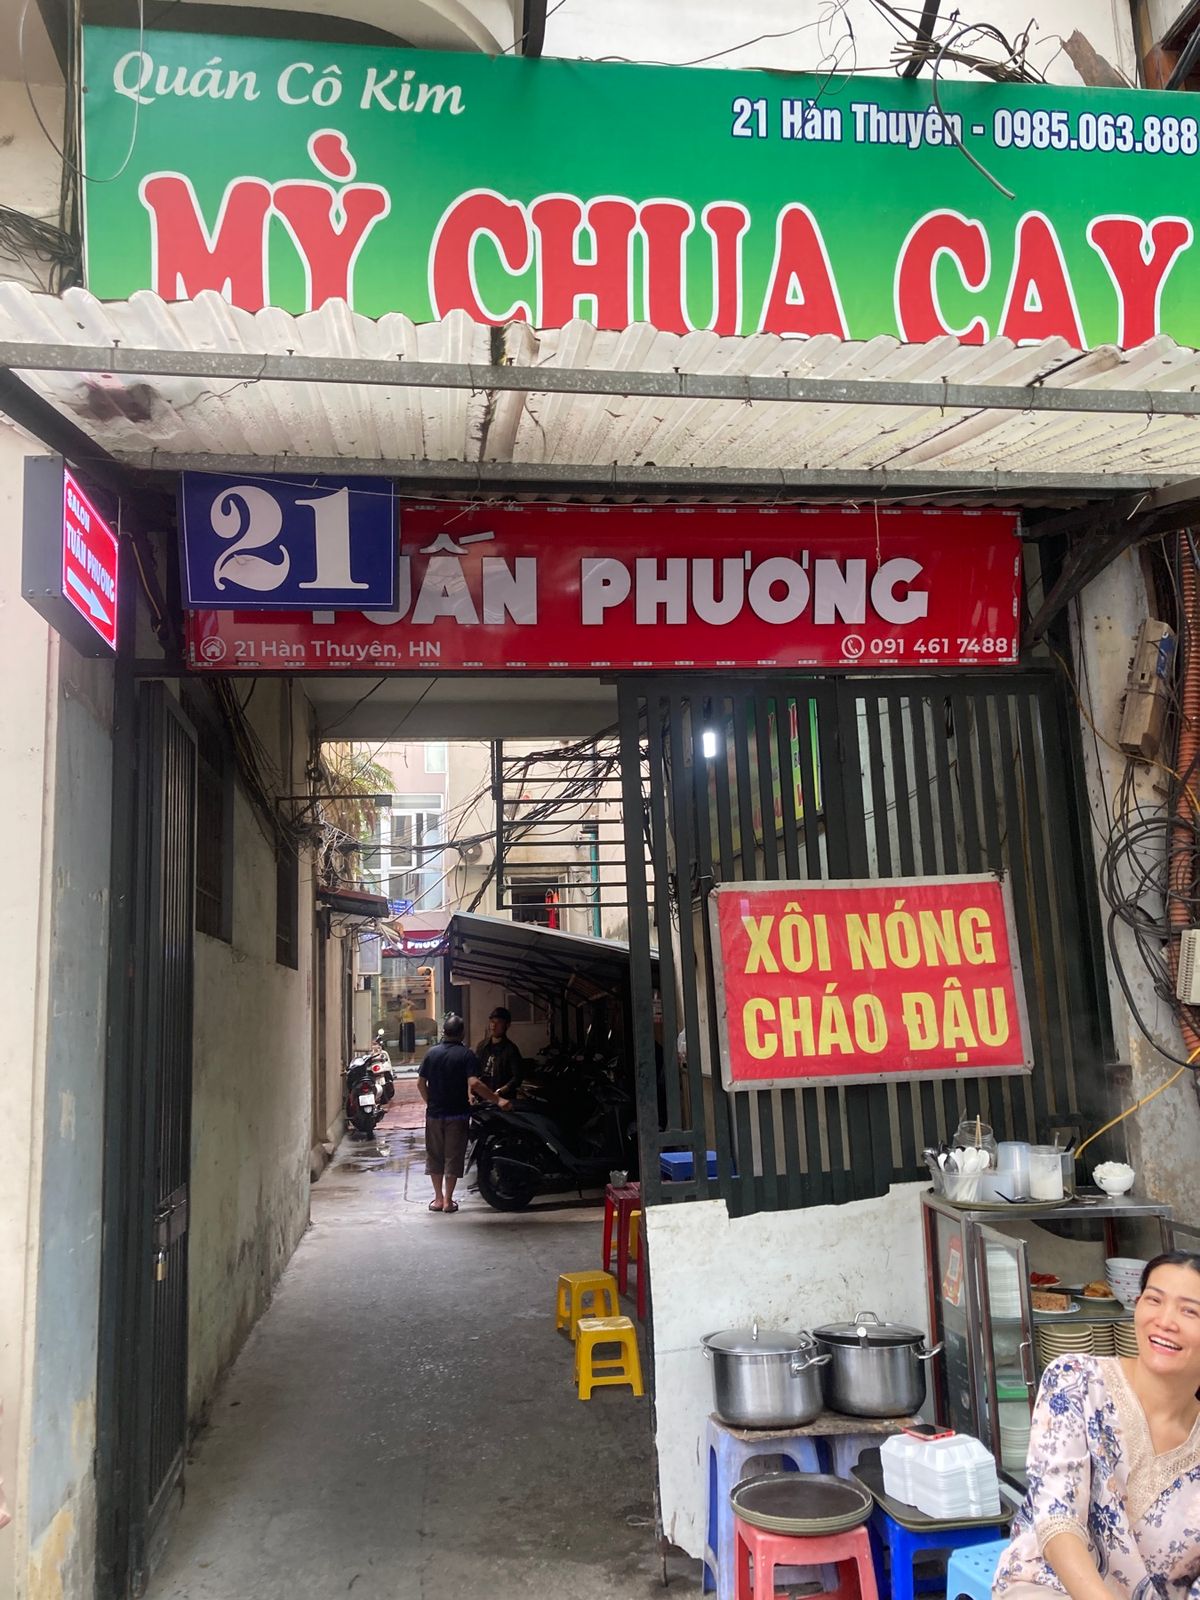 Quán Cô Kim
21 Hàn Thuyên - 0985.063.888
MỲ CHUA CAY
SALON
TUẤN PHƯƠNG
21
TUẤN PHƯƠNG
21 Hàn Thuyên, HN
091 461 7488
XÔI NÓNG
CHÁO ĐẬU